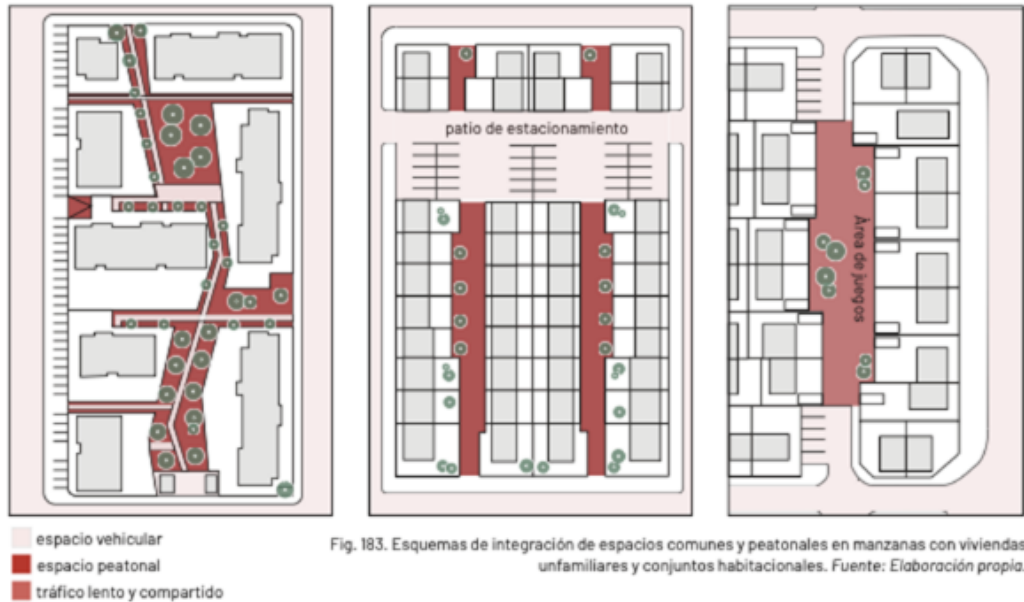 patio de estacionamiento
Área de juegos
espacio vehicular
espacio peatonal
tráfico lento y compartido
Fig. 183. Esquemas de integración de espacios comunes y peatonales en manzanas con viviendas
unfamiliares y conjuntos habitacionales. Fuente: Elaboración propia.